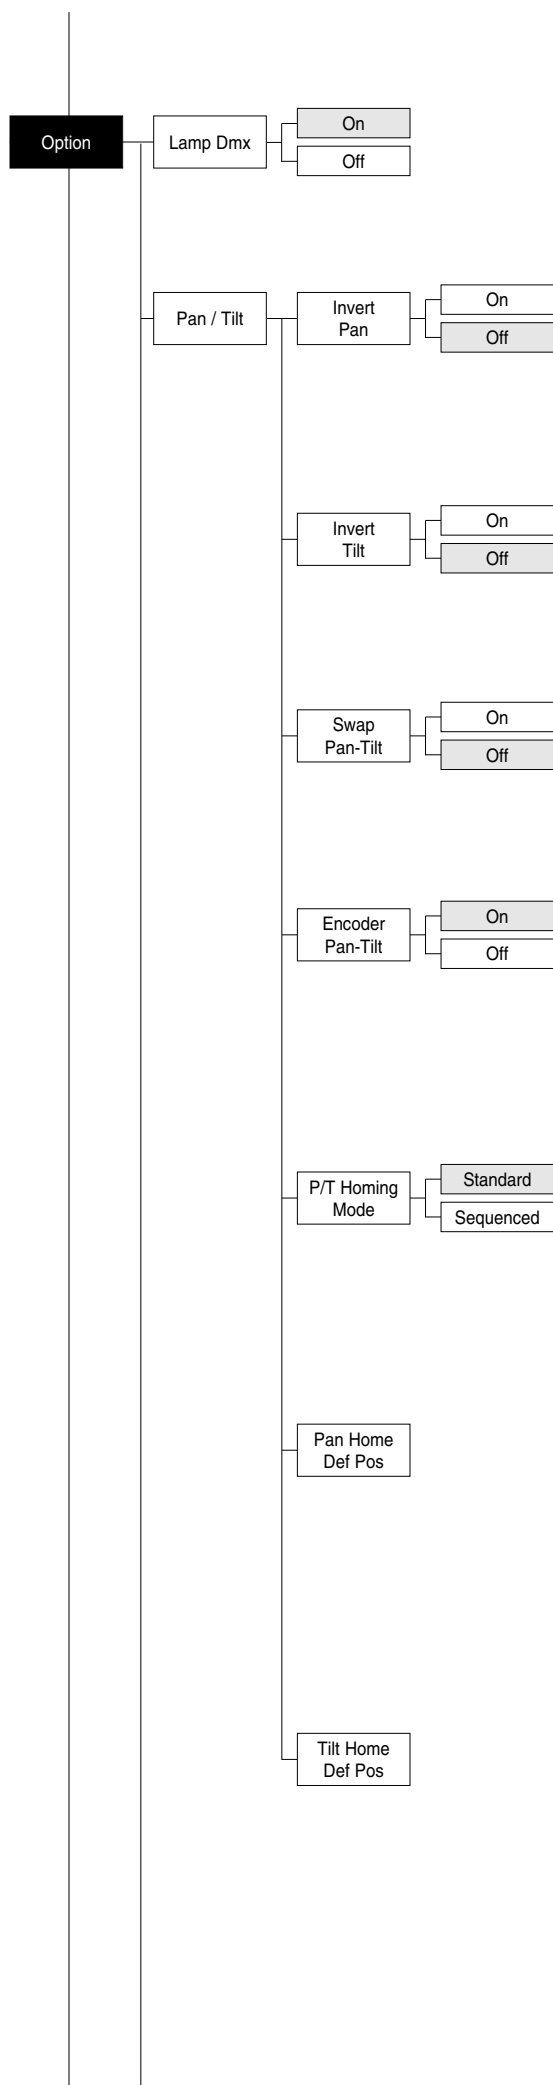 Option
Lamp Dmx
On
Off
Pan / Tilt
Invert
Pan
On
Off
Invert
Tilt
On
Off
Swap
Pan-Tilt
On
Off
Encoder
Pan-Tilt
On
Off
P/T Homing
Mode
Standard
Sequenced
Pan Home
Def Pos
Tilt Home
Def Pos